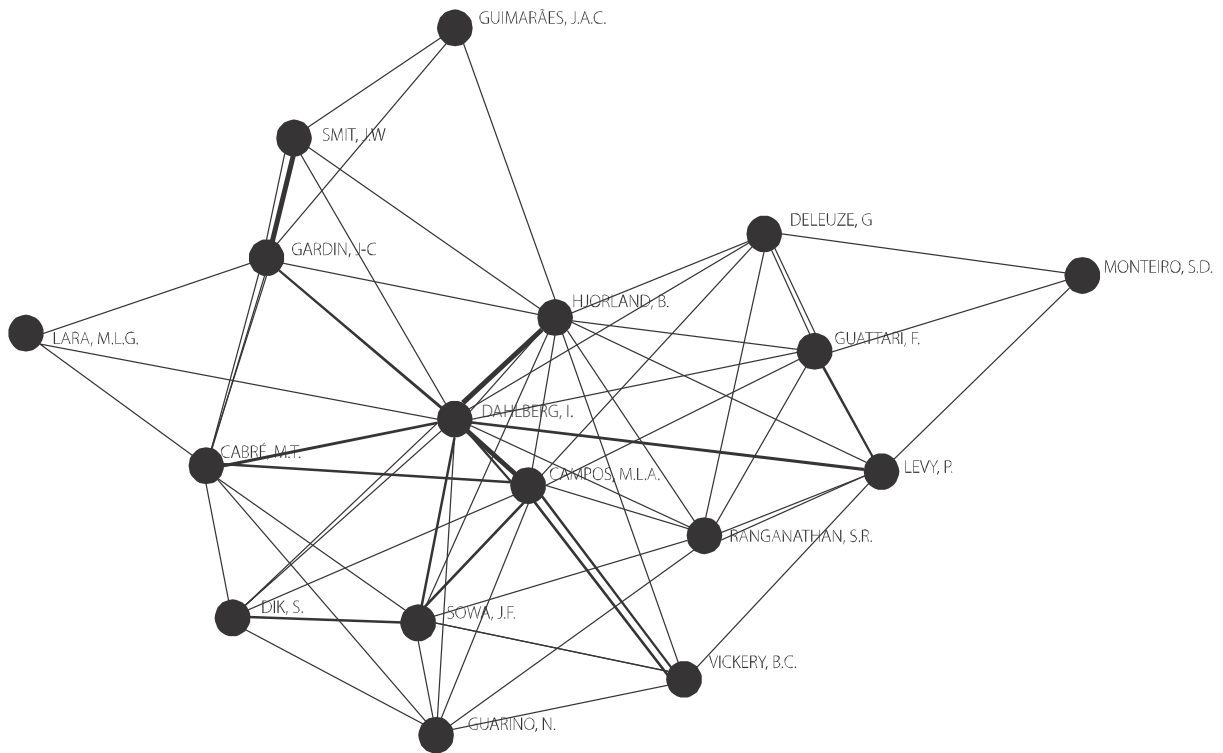 GUIMARÃES, J.A.C.
SMIT, J.W
DELEUZE, G
GARDIN, J-C
MONTEIRO, S.D.
HJORLAND, B.
LARA, M.L.G.
GUATTARI, F.
DAHLBERG, I.
CABRÉ, M.T.
CAMPOS, M.L.A.
LEVY, P.
RANGANATHAN, S.R.
DIK, S.
SOWA, J.F.
VICKERY, B.C.
GUARINO, N.